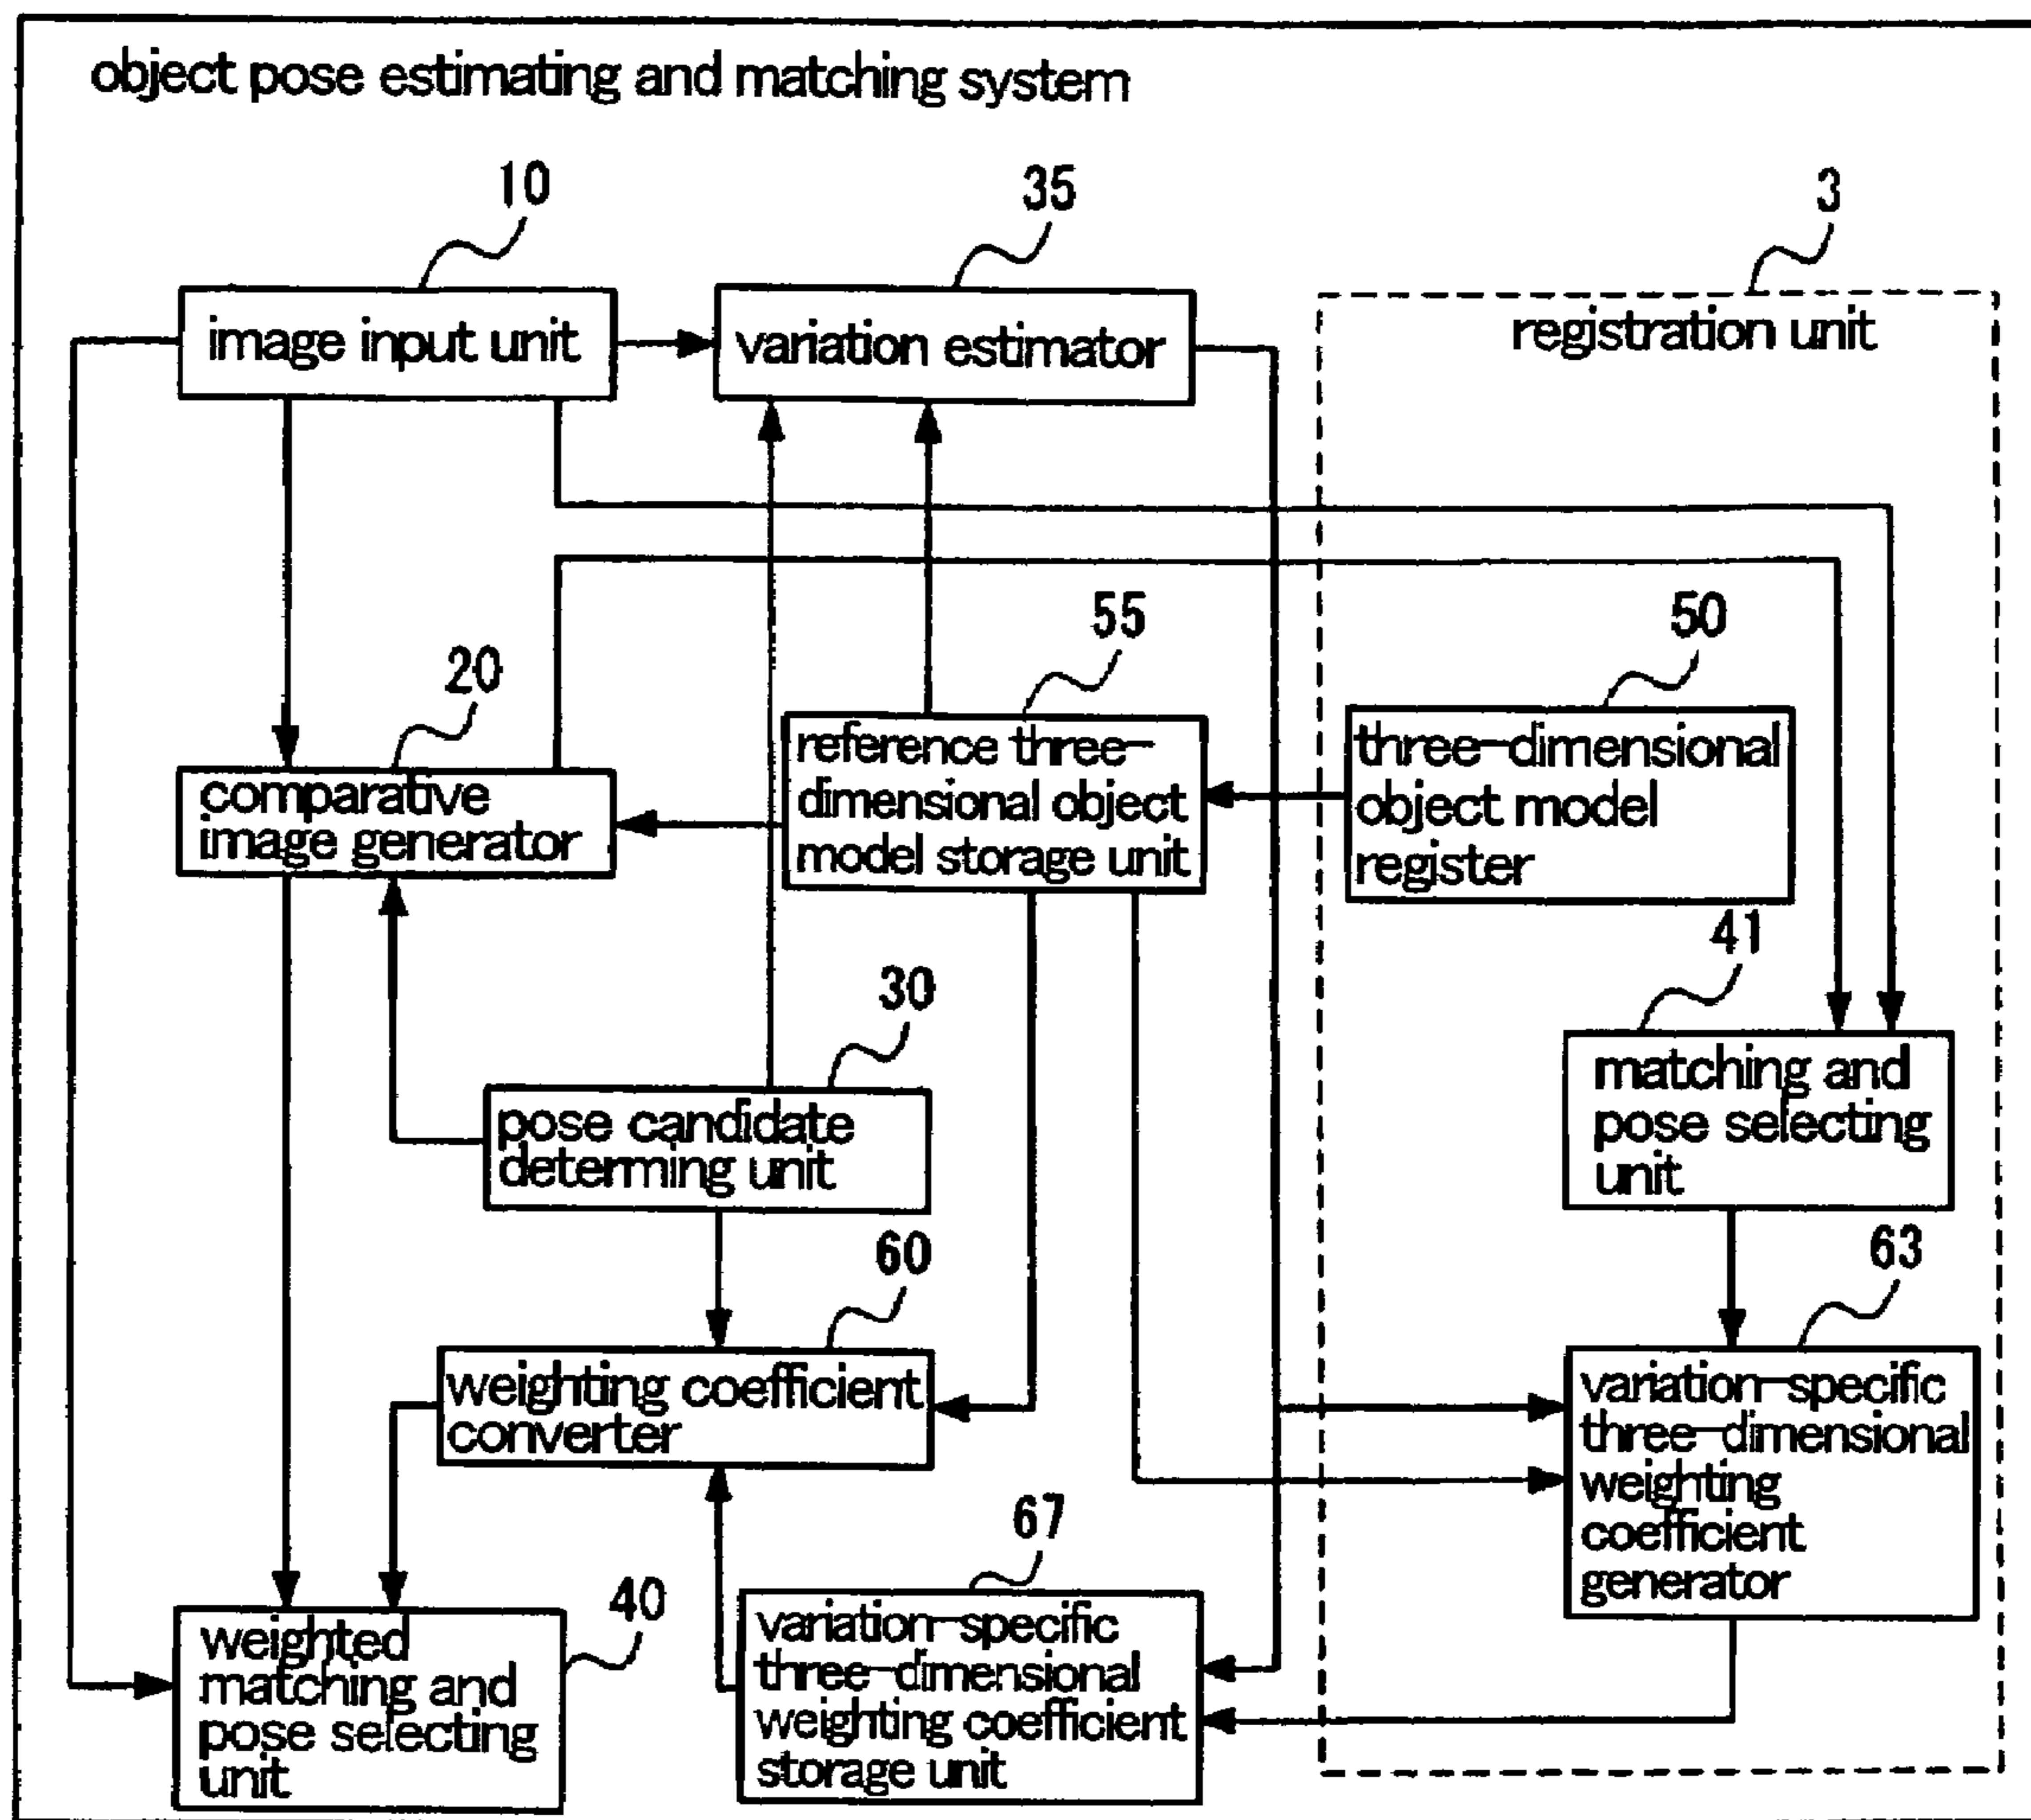 object pose estimating and matching system
10
35
3
image input unit
variation estimator
registration unit
55
50
20
reference three-
dimensional object
model storage unit
three-dimensional
object model
register
comparative
image generator
41
30
matching and
pose selecting
unit
pose candidate
determing unit
60
63
weighting coefficient
converter
variation-specific
three-dimensional
weighting
coefficient
generator
67
40
weighted
matching and
pose selecting
unit
variation-specific
three-dimensional
weighting coefficient
storage unit